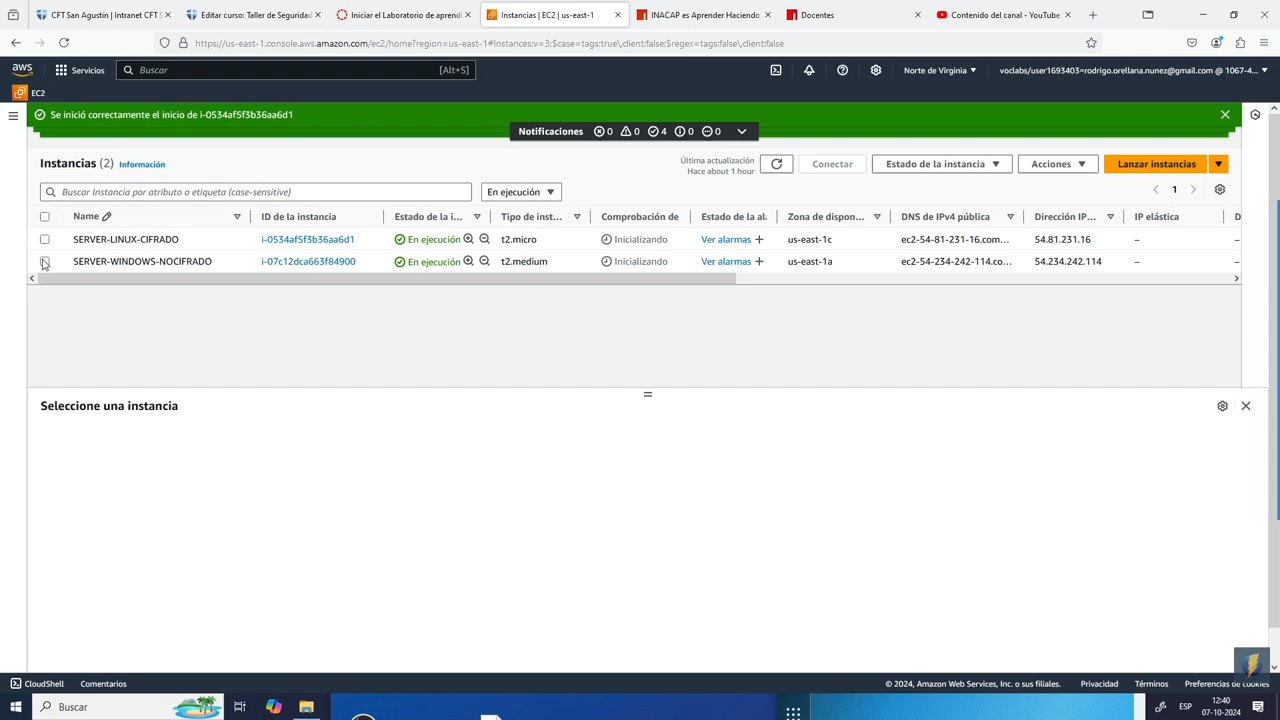 CFT San Agustín | Intranet CFT S
Editar curso: Taller de Segurida
Iniciar el Laboratorio de aprend
Instancias | EC2 | us-east-1
INACAP es Aprender Haciendo
Docentes
Contenido del canal - YouTube
https://us-east-1.console.aws.amazon.com/ec2/home?region=us-east-1#Instances:v=3;$case=tags:true\,client:false;$regex=tags:false\,client:false
aws
Servicios
Buscar
[Alt+S]
Norte de Virginia
voclabs/user1693403=rodrigo.orellana.nunez@gmail.com @ 1067-4...
EC2
Se inició correctamente el inicio de i-0534af5f3b36aa6d1
Notificaciones 0 0 4 0 0
Instancias (2) Información
Última actualización
Hace about 1 hour
Conectar
Estado de la instancia
Acciones
Lanzar instancias
Buscar Instancia por atributo o etiqueta (case-sensitive)
En ejecución
1
Name ID de la instancia Estado de la i... Tipo de inst... Comprobación de Estado de la ala Zona de dispon... DNS de IPv4 pública Dirección IP... IP elástica D
SERVER-LINUX-CIFRADO i-0534af5f3b36aa6d1 En ejecución t2.micro Inicializando Ver alarmas + us-east-1c ec2-54-81-231-16.com... 54.81.231.16 – –
SERVER-WINDOWS-NOCIFRADO i-07c12dca663f84900 En ejecución t2.medium Inicializando Ver alarmas + us-east-1a ec2-54-234-242-114.co... 54.234.242.114 – –
Seleccione una instancia
CloudShell Comentarios
© 2024, Amazon Web Services, Inc. o sus filiales. Privacidad Términos Preferencias de cookies
Buscar
ESP
12:40
07-10-2024